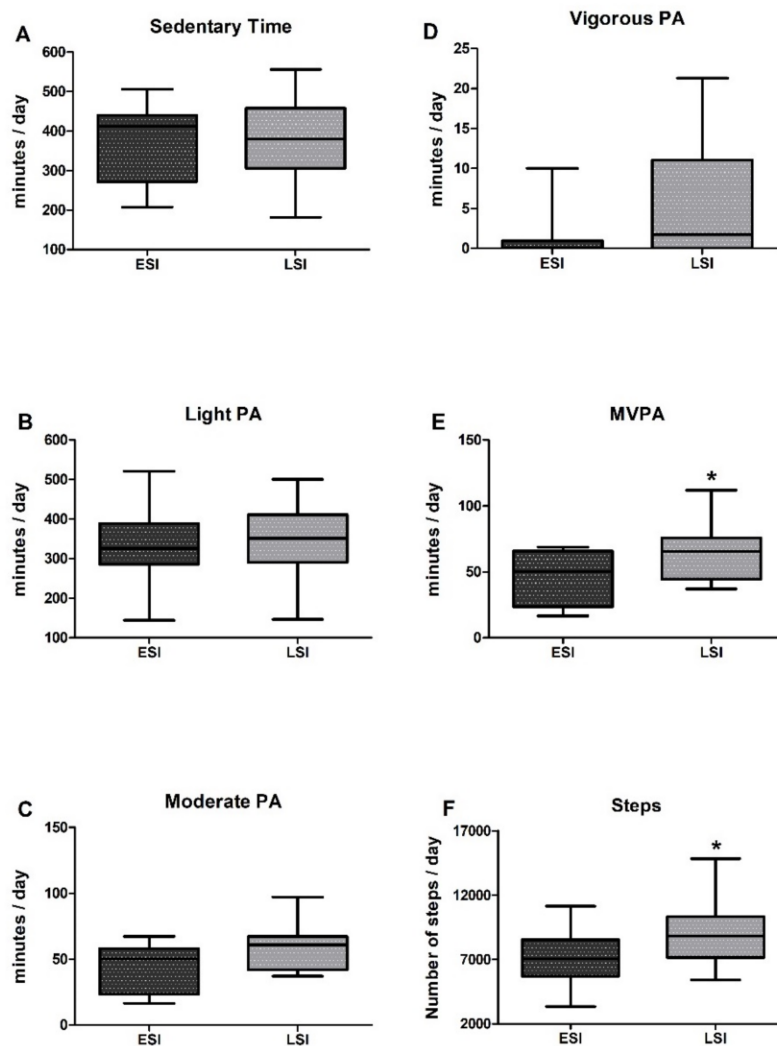 A
Sedentary Time
minutes / day
600
500
400
300
200
100
ESI LSI
D
Vigorous PA
minutes / day
25
20
15
10
5
0
ESI LSI
B
Light PA
minutes / day
600
500
400
300
200
100
ESI LSI
E
MVPA
minutes / day
150
100
50
0
*
ESI LSI
C
Moderate PA
minutes / day
150
100
50
0
ESI LSI
F
Steps
Number of steps / day
17000
12000
7000
2000
*
ESI LSI